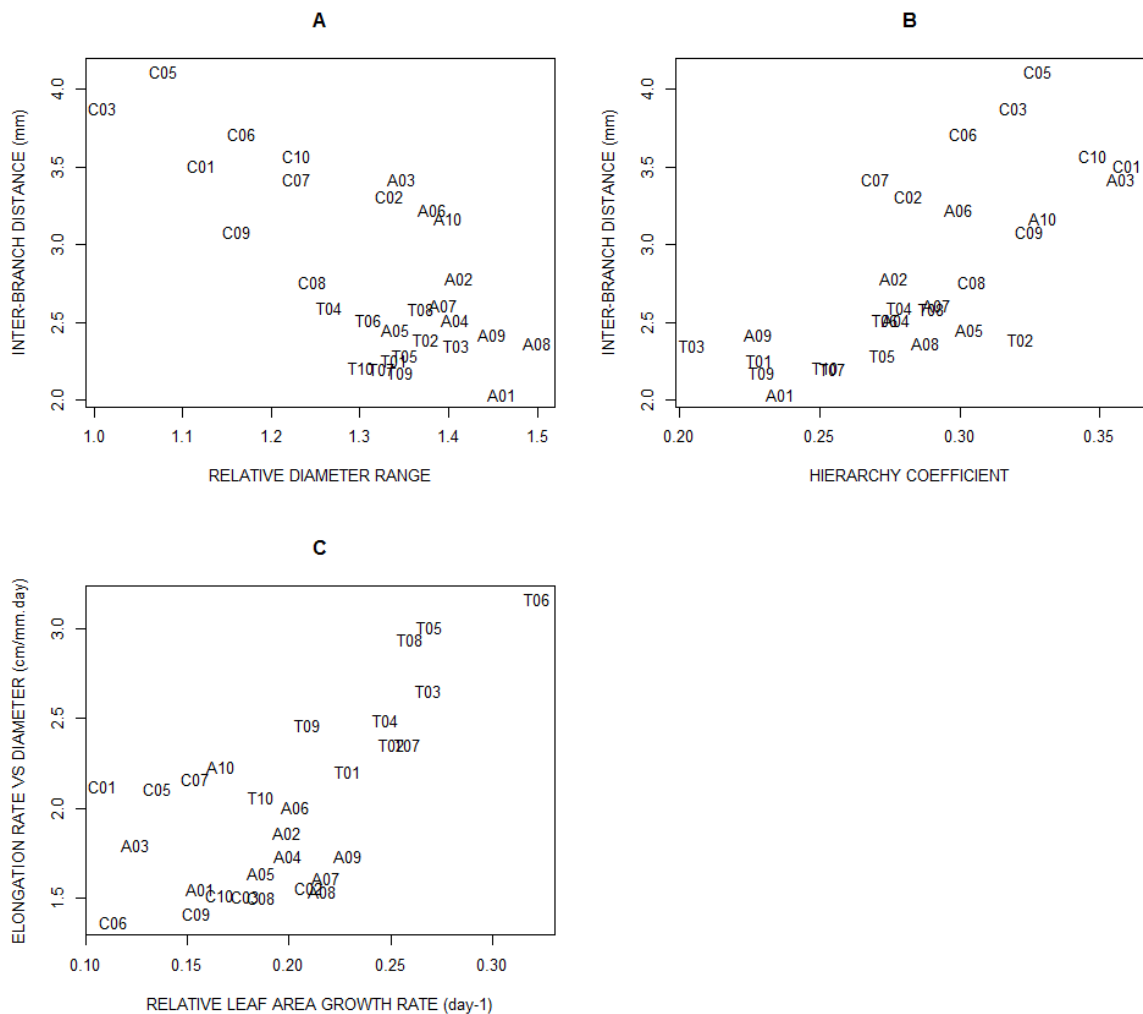 A
INTER-BRANCH DISTANCE (mm)
4.0
3.5
3.0
2.5
2.0
C05
C03
C06
C10
C01
C07
A03
C02
A06
A10
C09
A02
C08
A07
T04
T08
T06
A04
A05
A09
T02
T03
A08
T05
T01
T10
T07
T09
A01
1.0 1.1 1.2 1.3 1.4 1.5
RELATIVE DIAMETER RANGE
B
INTER-BRANCH DISTANCE (mm)
4.0
3.5
3.0
2.5
2.0
C05
C03
C06
C10
C01
C07
A03
C02
A06
A10
C09
A02
C08
A07
T04
T08
T06
A04
A05
A09
T02
T03
A08
T05
T01
T10
T07
T09
A01
0.20 0.25 0.30 0.35
HIERARCHY COEFFICIENT
C
ELONGATION RATE VS DIAMETER (cm/mm.day)
3.0
2.5
2.0
1.5
T06
T05
T08
T03
T04
T09
T02
T07
A10
T01
C07
C01
C05
T10
A06
A02
A03
A04
A09
A05
A07
A01
C02
A08
C10
C03
C08
C09
C06
0.10 0.15 0.20 0.25 0.30
RELATIVE LEAF AREA GROWTH RATE (day-1)